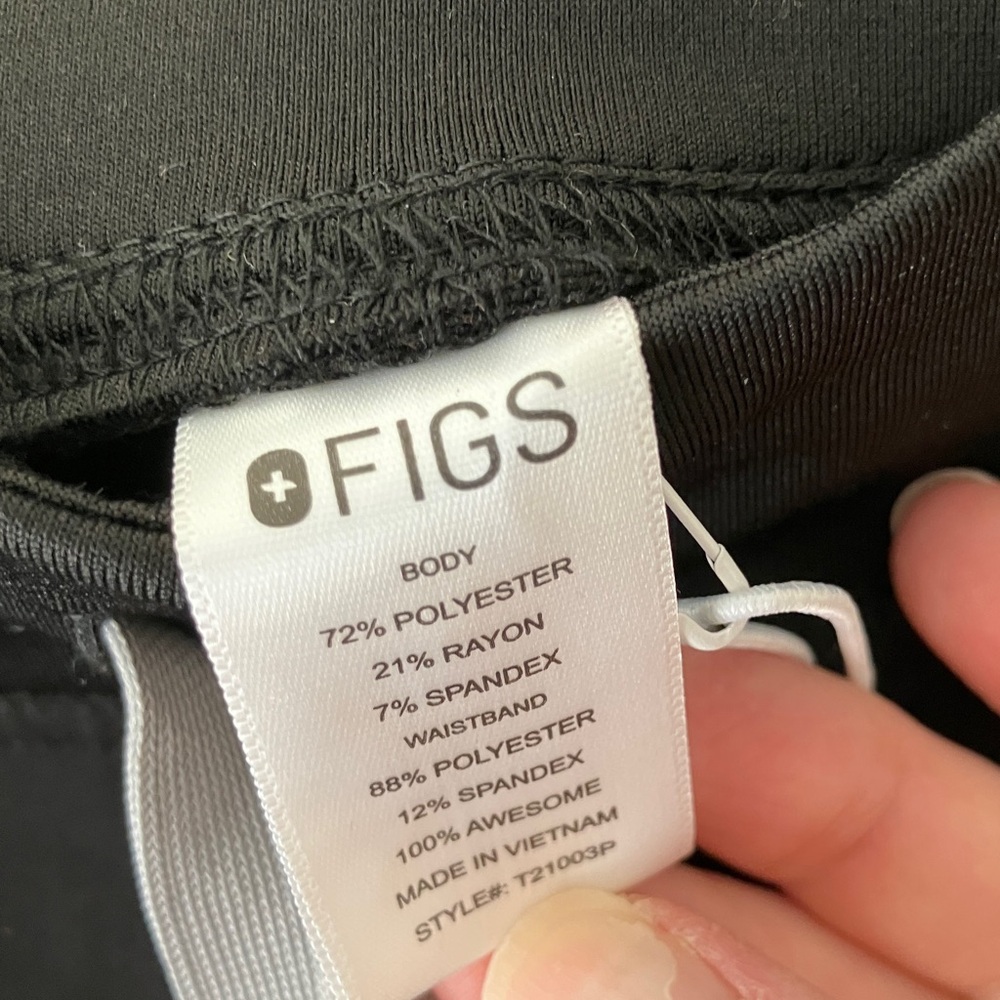 FIGS
BODY
72% POLYESTER
21% RAYON
7% SPANDEX
WAISTBAND
88% POLYESTER
12% SPANDEX
100% AWESOME
MADE IN VIETNAM
STYLE#: T21003P